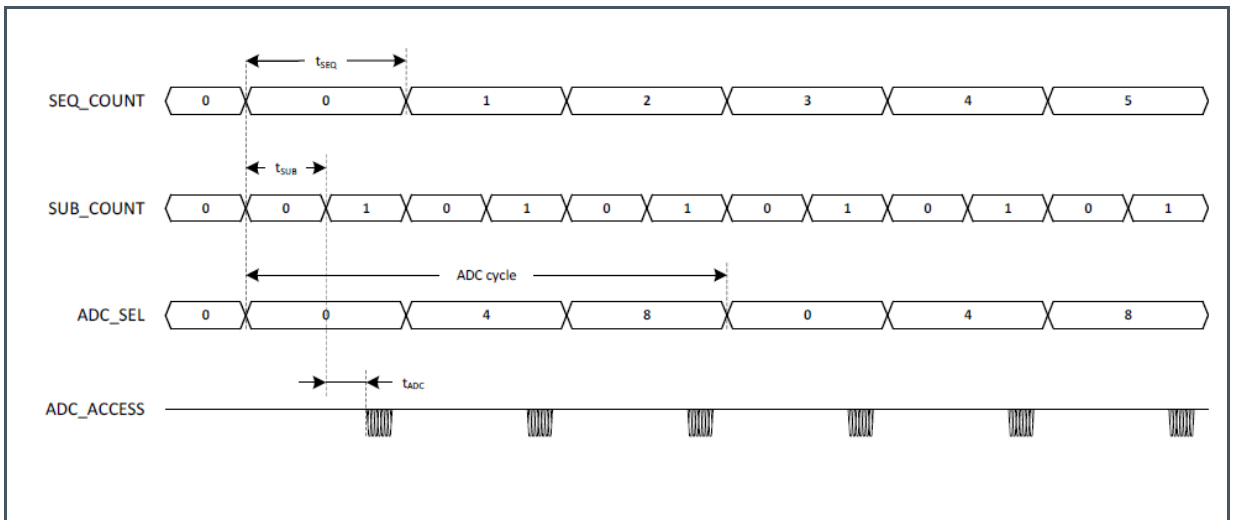 tSEQ
SEQ_COUNT 0 0 1 2 3 4 5
tSUB
SUB_COUNT 0 0 1 0 1 0 1 0 1 0 1 0 1
ADC cycle
ADC_SEL 0 0 4 8 0 4 8
tADC
ADC_ACCESS